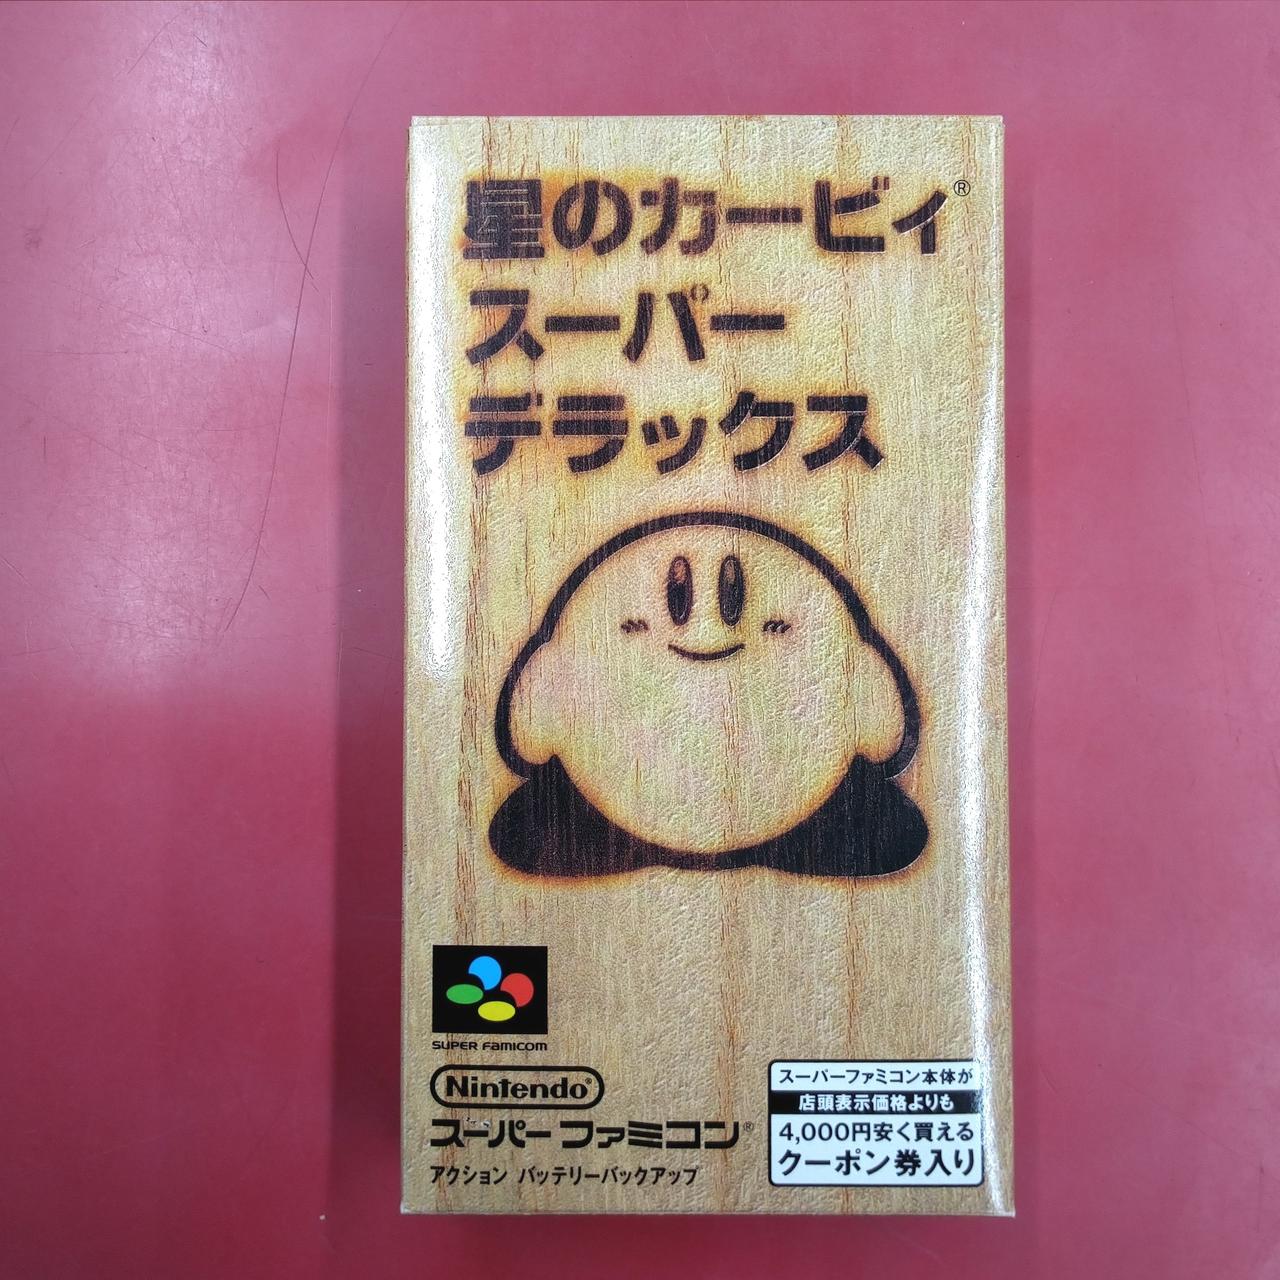 星のカービィ®
スーパー
デラックス
SUPER FAMICOM
Nintendo®
スーパーファミコン®
アクション バッテリーバックアップ
スーパーファミコン本体が
店頭表示価格よりも
4,000円安く買える
クーポン券入り